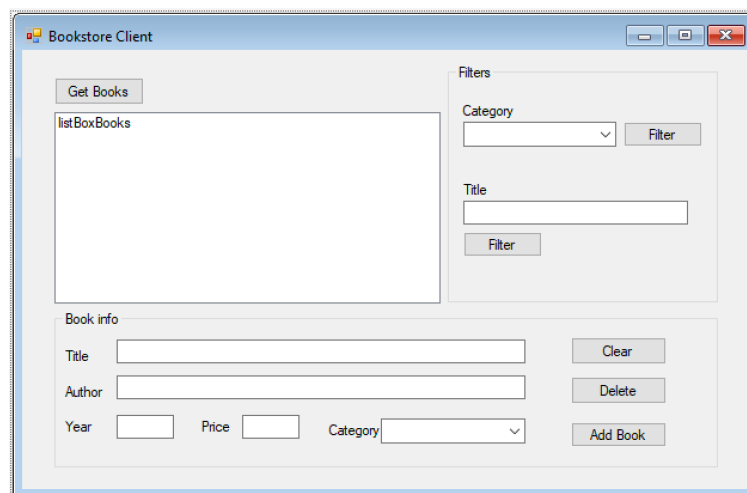 Bookstore Client
Get Books
listBoxBooks
Filters
Category
Filter
Title
Filter
Book info
Title
Clear
Author
Delete
Year Price Category
Add Book